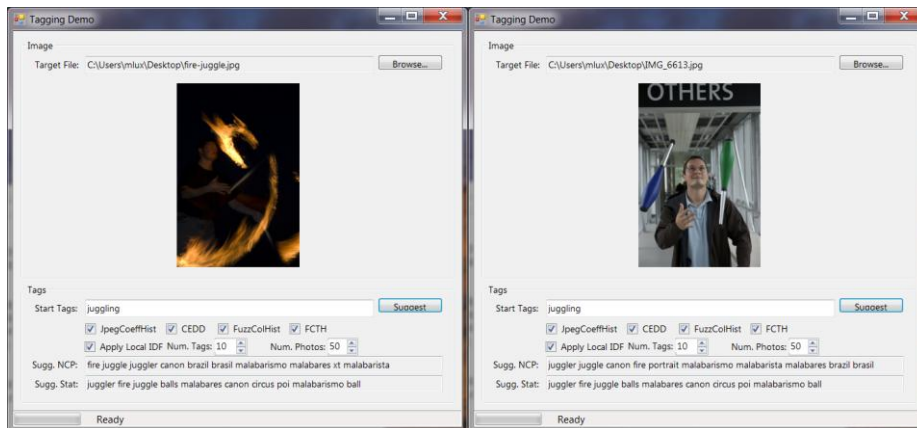 Tagging Demo
Image
Target File: C:\Users\mlux\Desktop\fire-juggle.jpg Browse...
Tags
Start Tags: juggling Suggest
JpegCoeffHist CEDD FuzzColHist FCTH
Apply Local IDF Num. Tags: 10 Num. Photos: 50
Sugg. NCP: fire juggle juggler canon brazil brasil malabarismo malabares xt malabarista
Sugg. Stat: juggler fire juggle balls malabares canon circus poi malabarismo ball
Ready
Tagging Demo
Image
Target File: C:\Users\mlux\Desktop\IMG_6613.jpg Browse...
OTHERS
Tags
Start Tags: juggling Suggest
JpegCoeffHist CEDD FuzzColHist FCTH
Apply Local IDF Num. Tags: 10 Num. Photos: 50
Sugg. NCP: juggler juggle canon fire portrait malabarismo malabarista malabares brazil brasil
Sugg. Stat: juggler fire juggle balls malabares canon circus poi malabarismo ball
Ready